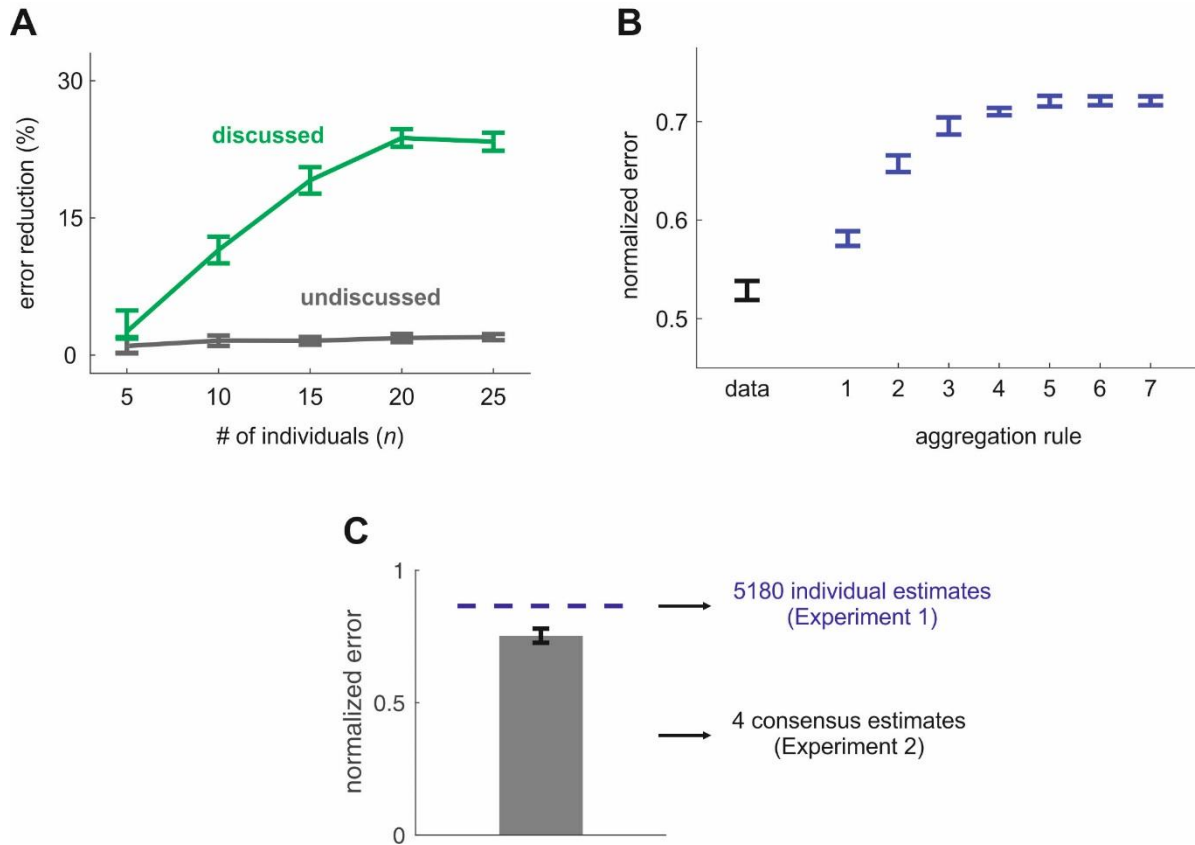 A
error reduction (%)
30
15
0
discussed
undiscussed
5 10 15 20 25
# of individuals (n)
B
normalized error
0.7
0.6
0.5
data 1 2 3 4 5 6 7
aggregation rule
C
normalized error
1
0.5
0
5180 individual estimates
(Experiment 1)
4 consensus estimates
(Experiment 2)